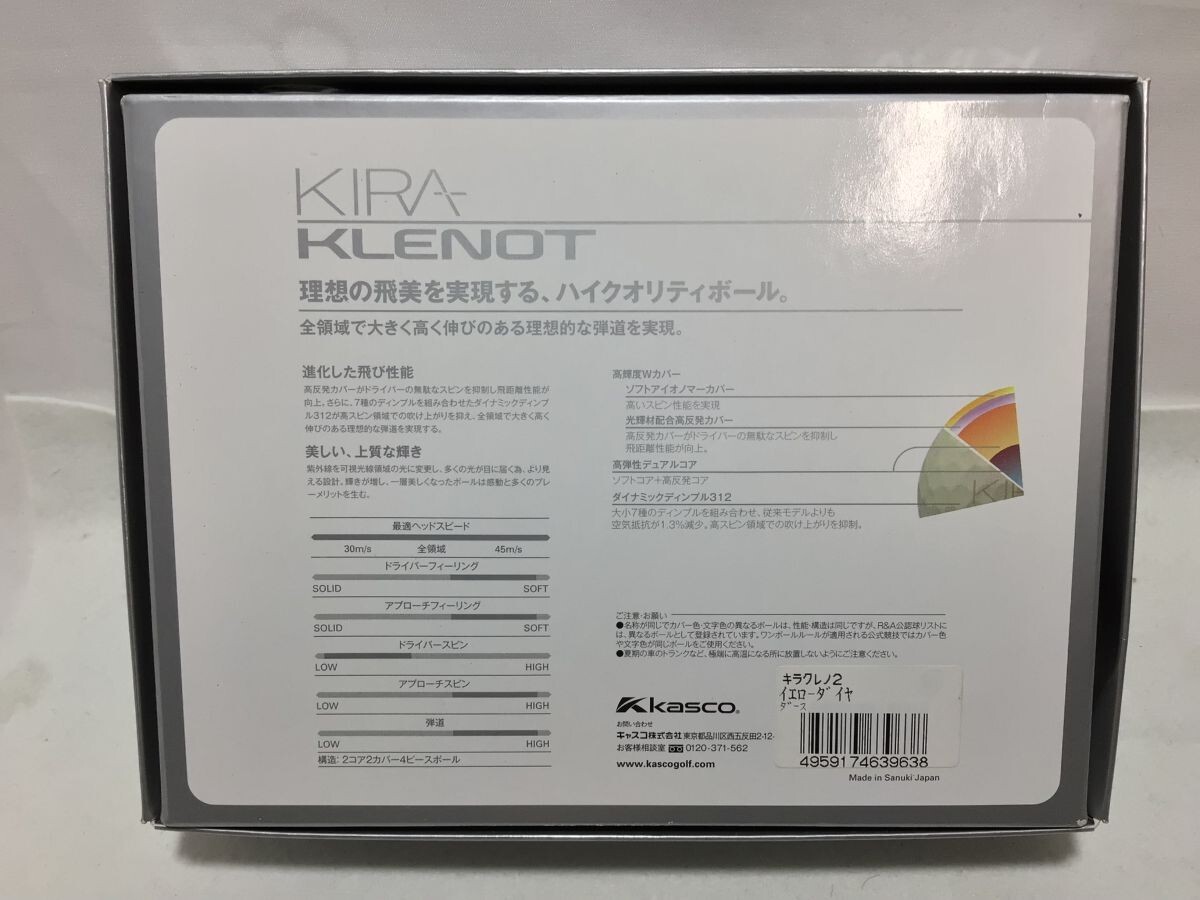 KIRA
KLENOT
理想の飛美を実現する、ハイクオリティボール。
全領域で大きく高く伸びのある理想的な弾道を実現。
進化した飛び性能
高反発カバーがドライバーの無駄なスピンを抑制し飛距離性能が
向上。さらに、7種のディンプルを組み合わせたダイナミックディンプ
ル312が高スピン領域での吹け上がりを抑え、全領域で大きく高く
伸びのある理想的な弾道を実現する。
美しい、上質な輝き
紫外線を可視光線領域の光に変更し、多くの光が目に届く為、より見
える設計。輝きが増し、一層美しくなったボールは感動と多くのプレ
ーメリットを生む。
最適ヘッドスピード
30m/s 全領域 45m/s
ドライバーフィーリング
SOLID SOFT
アプローチフィーリング
SOLID SOFT
ドライバースピン
LOW HIGH
アプローチスピン
LOW HIGH
弾道
LOW HIGH
構造：2コア2カバー4ピースボール
高輝度Wカバー
ソフトアイオノマーカバー
高いスピン性能を実現
光輝材配合高反発カバー
高反発カバーがドライバーの無駄なスピンを抑制し
飛距離性能が向上。
高弾性デュアルコア
ソフトコア＋高反発コア
ダイナミックディンプル312
大小7種のディンプルを組み合わせ、従来モデルよりも
空気抵抗が1.3%減少。高スピン領域での吹け上がりを抑制。
KIR
ご注意・お願い
●名称が同じでカバー色・文字色の異なるボールは、性能・構造は同じですが、R&A公認球リストに
は、異なるボールとして登録されています。ワンボールルールが適用される公式競技ではカバー色
や文字色が同じボールをご使用ください。
●夏期の車のトランクなど、極端に高温になる所に放置しないようにご注意ください。
kasco®
お問い合わせ
キャスコ株式会社 東京都品川区西五反田2-12-
お客様相談室 0120-371-562
www.kascogolf.com
キラクレノ2
イエローダイヤ
ダース
4959174639638
Made in Sanuki Japan